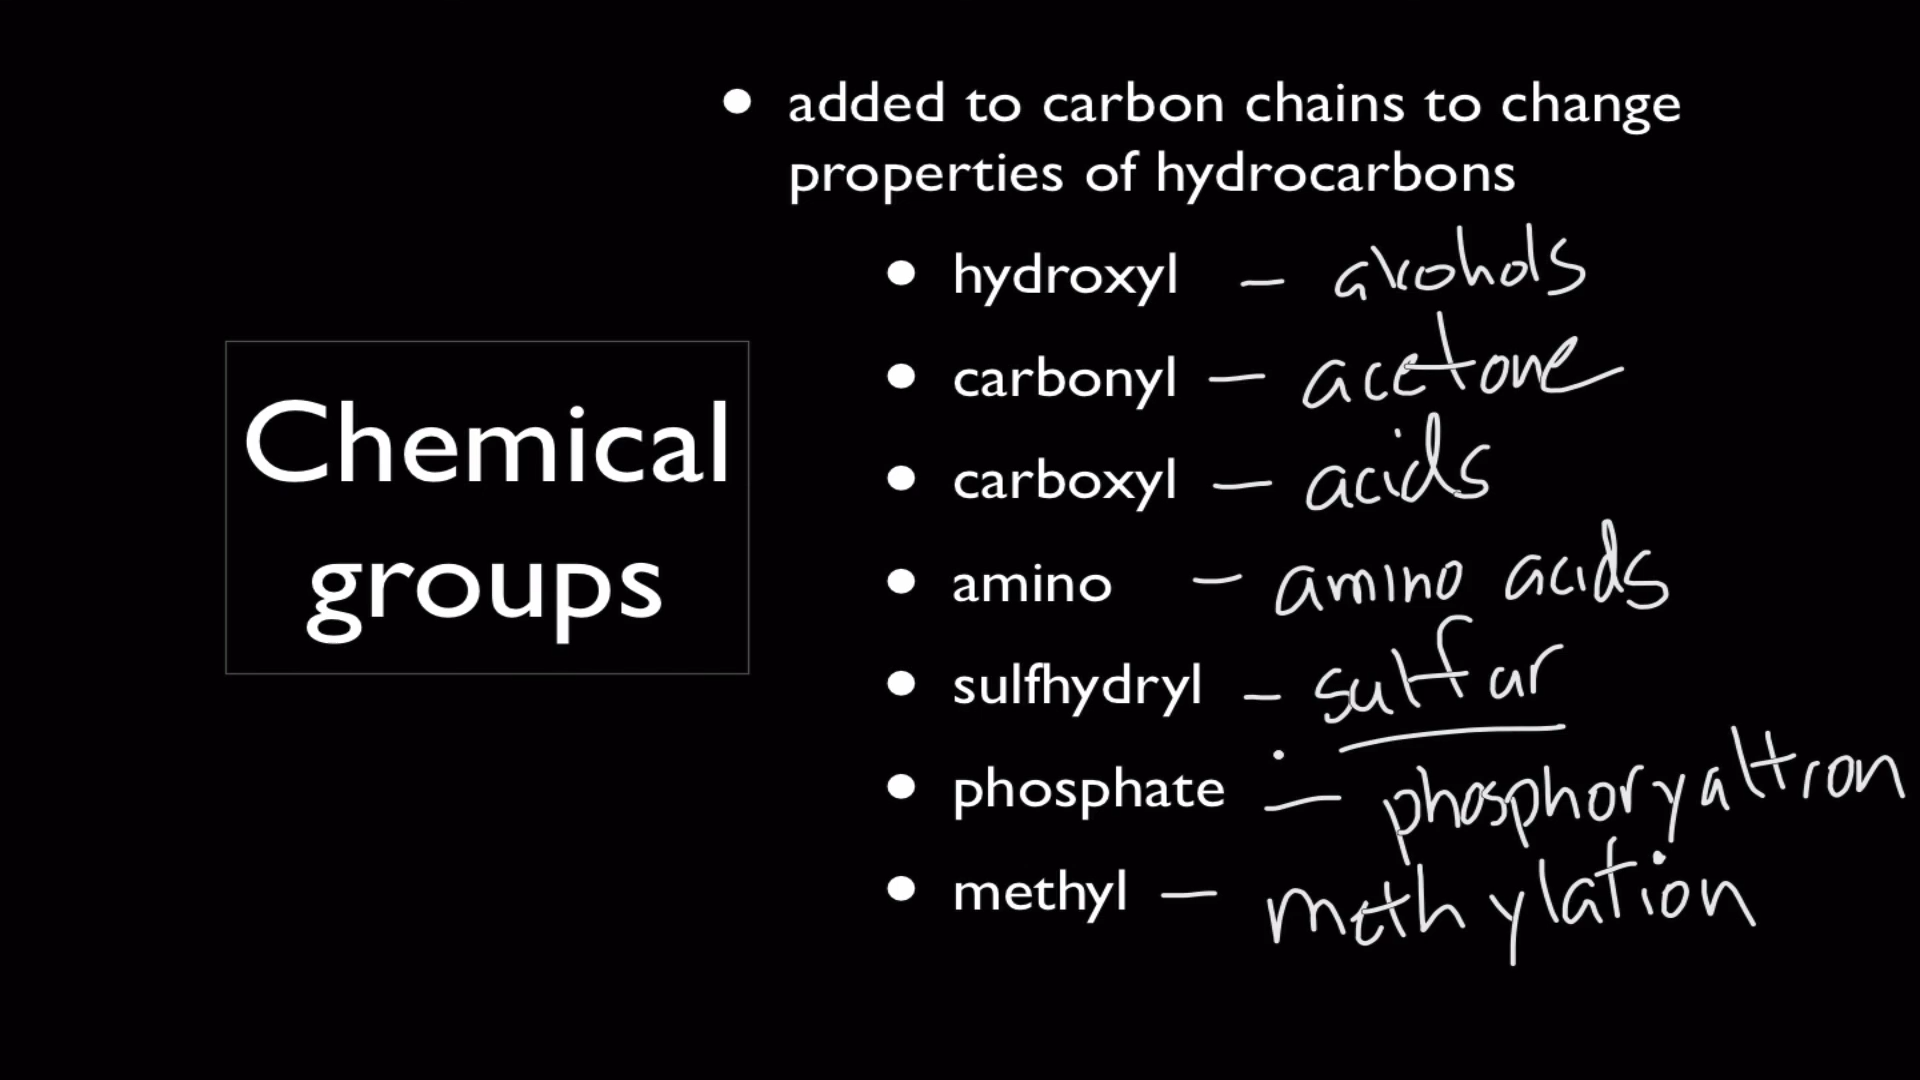 Chemical
groups
• added to carbon chains to change
properties of hydrocarbons
• hydroxyl — alcohols
• carbonyl — acetone
• carboxyl — acids
• amino — amino acids
• sulfhydryl — sulfur
• phosphate — phosphoryaltion
• methyl — methylation